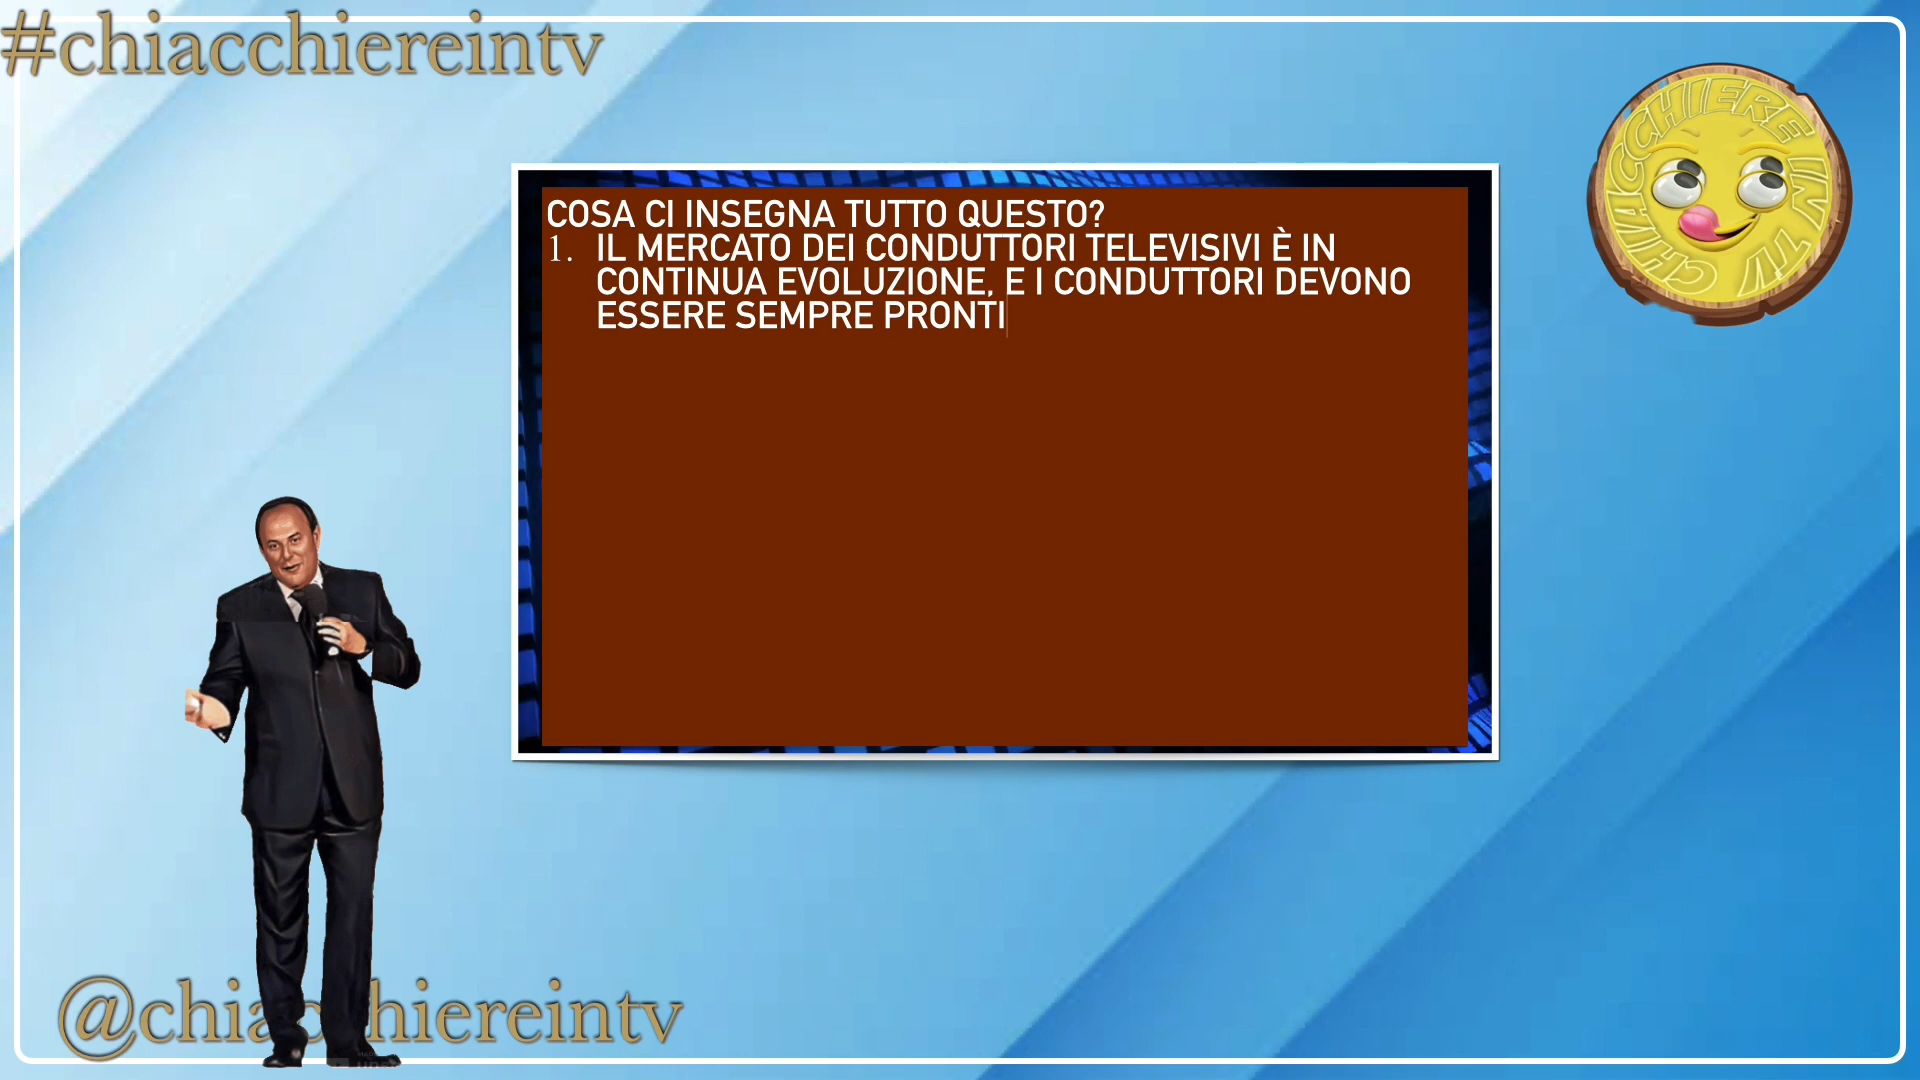 #chiacchiereintv
CHIACCHIERE IN TV
COSA CI INSEGNA TUTTO QUESTO?
1. IL MERCATO DEI CONDUTTORI TELEVISIVI È IN
CONTINUA EVOLUZIONE, E I CONDUTTORI DEVONO
ESSERE SEMPRE PRONTI
@chiacchiereintv